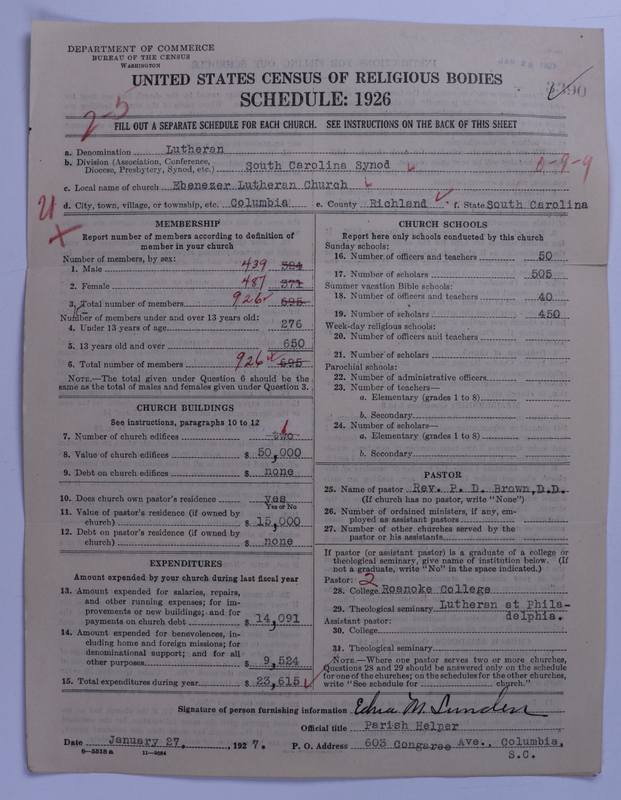 DEPARTMENT OF COMMERCE
BUREAU OF THE CENSUS
WASHINGTON
UNITED STATES CENSUS OF RELIGIOUS BODIES
SCHEDULE: 1926
2-5
FILL OUT A SEPARATE SCHEDULE FOR EACH CHURCH. SEE INSTRUCTIONS ON THE BACK OF THIS SHEET
a. Denomination Lutheran
b. Division (Association, Conference, Diocese, Presbytery, Synod, etc.) South Carolina Synod
0-9-9
c. Local name of church Ebenezer Lutheran Church
d. City, town, village, or township, etc. Columbia e. County Richland f. State South Carolina
MEMBERSHIP
Report number of members according to definition of
member in your church
Number of members, by sex:
1. Male 439 324
2. Female 487 371
3. Total number of members 926 695
Number of members under and over 13 years old:
4. Under 13 years of age 276
5. 13 years old and over 650
6. Total number of members 926 695
NOTE.—The total given under Question 6 should be the
same as the total of males and females given under Question 3.
CHURCH BUILDINGS
See instructions, paragraphs 10 to 12
7. Number of church edifices 1 two
8. Value of church edifices $ 50,000
9. Debt on church edifices $ none
10. Does church own pastor's residence yes
Yes or No
11. Value of pastor's residence (if owned by
church) $ 15,000
12. Debt on pastor's residence (if owned by
church) $ none
EXPENDITURES
Amount expended by your church during last fiscal year
13. Amount expended for salaries, repairs,
and other running expenses; for im-
provements or new buildings; and for
payments on church debt $ 14,091
14. Amount expended for benevolences, in-
cluding home and foreign missions; for
denominational support; and for all
other purposes $ 9,524
15. Total expenditures during year $ 23,615
CHURCH SCHOOLS
Report here only schools conducted by this church
Sunday schools:
16. Number of officers and teachers 50
17. Number of scholars 505
Summer vacation Bible schools:
18. Number of officers and teachers 40
19. Number of scholars 450
Week-day religious schools:
20. Number of officers and teachers
21. Number of scholars
Parochial schools:
22. Number of administrative officers
23. Number of teachers—
a. Elementary (grades 1 to 8)
b. Secondary
24. Number of scholars—
a. Elementary (grades 1 to 8)
b. Secondary
PASTOR
25. Name of pastor Rev. P. D. Brown, D.D.
(If church has no pastor, write "None")
26. Number of ordained ministers, if any, em-
ployed as assistant pastors
27. Number of other churches served by the
pastor or his assistants
If pastor (or assistant pastor) is a graduate of a college or
theological seminary, give name of institution below. (If
not a graduate, write "No" in the space indicated.)
Pastor: 2
28. College Roanoke College
29. Theological seminary Lutheran at Phila-
delphia.
Assistant pastor:
30. College
31. Theological seminary
NOTE.—Where one pastor serves two or more churches,
Questions 28 and 29 should be answered only on the schedule
for one of the churches; on the schedules for the other churches,
write "See schedule for church."
Signature of person furnishing information Edna M. Sunden
Official title Parish Helper
Date January 27, 1927. P. O. Address 603 Congaree Ave., Columbia,
S.C.
8-5318a 11-9084